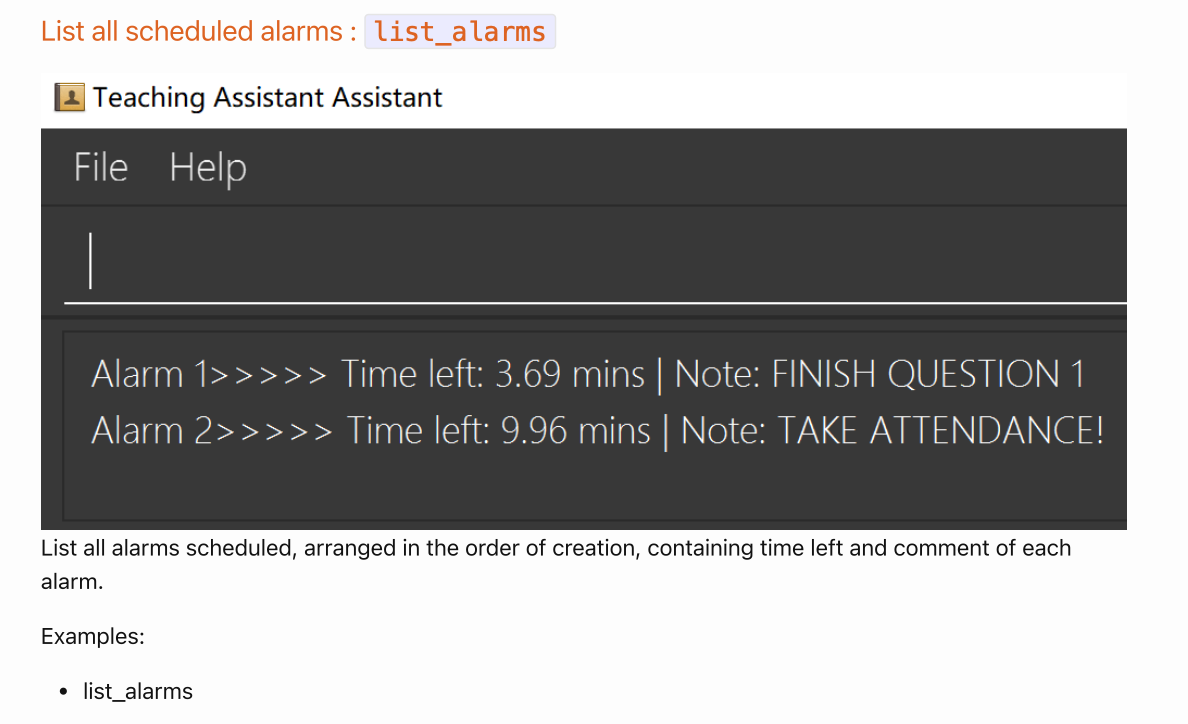 List all scheduled alarms : list_alarms
Teaching Assistant Assistant
File Help
Alarm 1>>>>> Time left: 3.69 mins | Note: FINISH QUESTION 1
Alarm 2>>>>> Time left: 9.96 mins | Note: TAKE ATTENDANCE!
List all alarms scheduled, arranged in the order of creation, containing time left and comment of each
alarm.
Examples:
• list_alarms